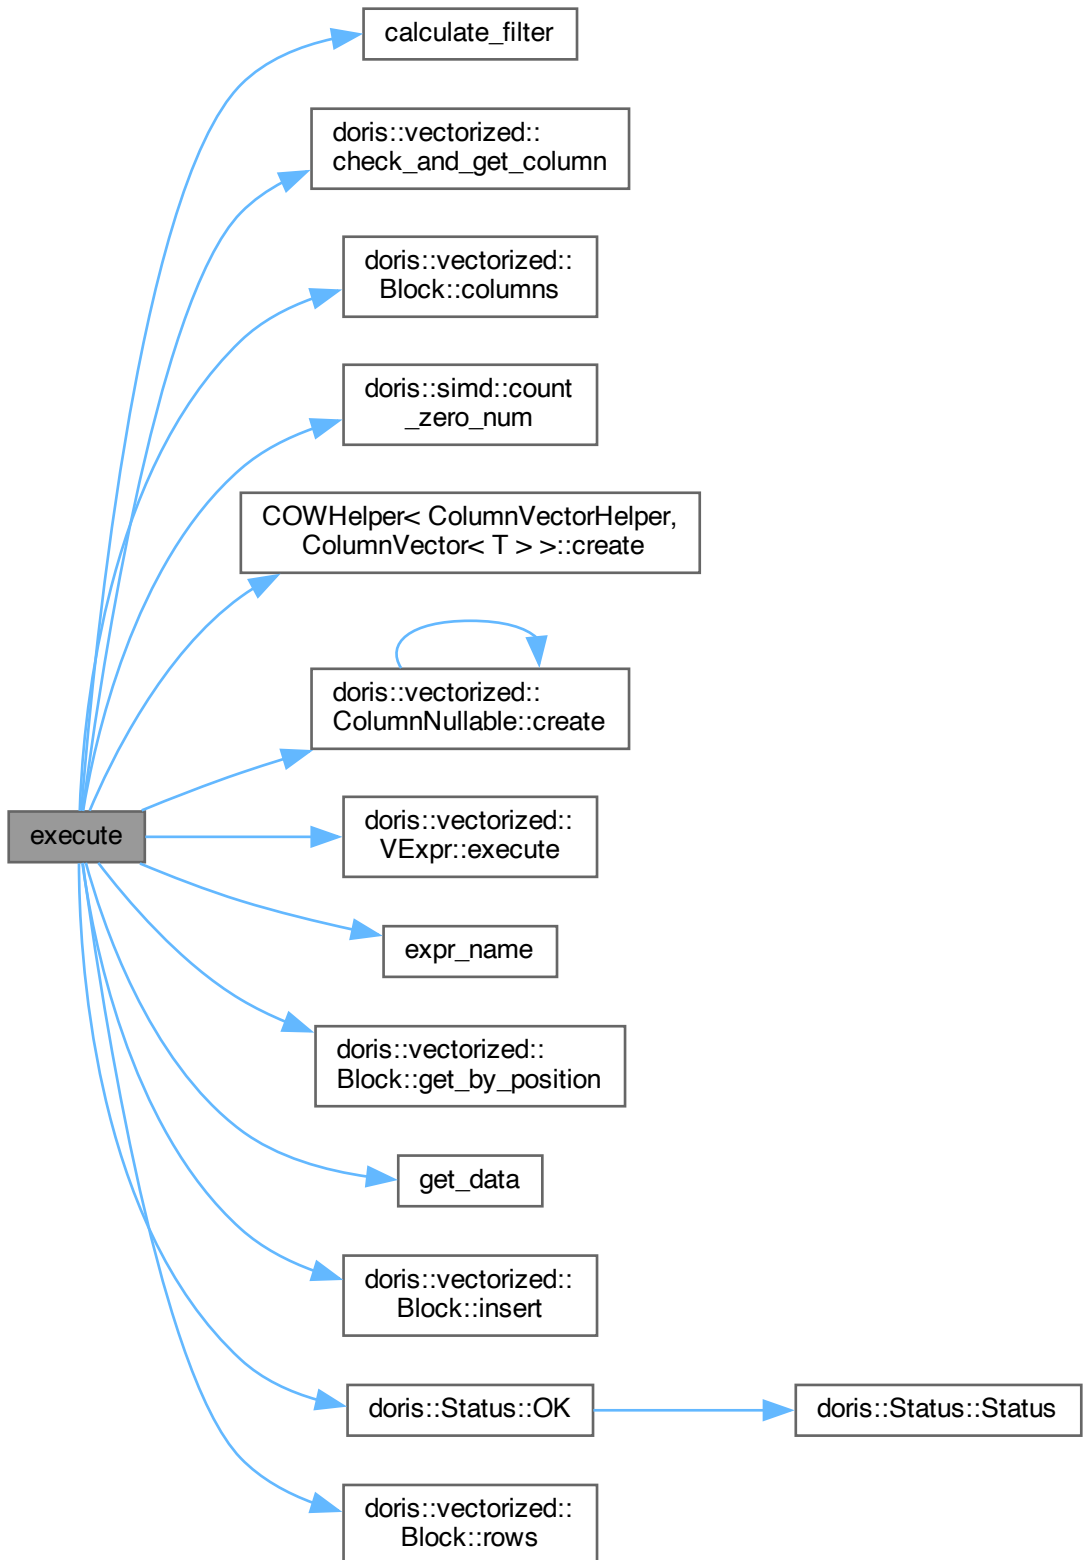 calculate_filter
doris::vectorized::
check_and_get_column
doris::vectorized::
Block::columns
doris::simd::count
_zero_num
COWHelper< ColumnVectorHelper,
ColumnVector< T > >::create
doris::vectorized::
ColumnNullable::create
execute
doris::vectorized::
VExpr::execute
expr_name
doris::vectorized::
Block::get_by_position
get_data
doris::vectorized::
Block::insert
doris::Status::OK
doris::Status::Status
doris::vectorized::
Block::rows